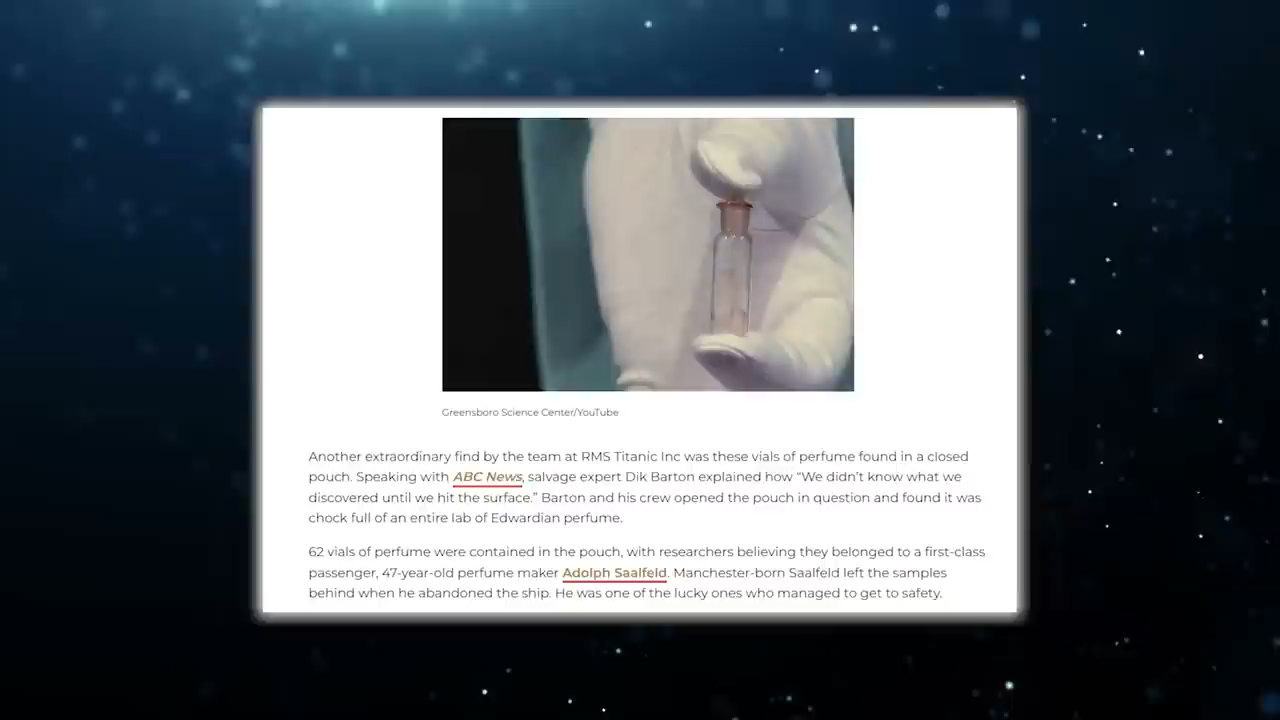 Greensboro Science Center/YouTube
Another extraordinary find by the team at RMS Titanic Inc was these vials of perfume found in a closed
pouch. Speaking with ABC News, salvage expert Dik Barton explained how “We didn’t know what we
discovered until we hit the surface.” Barton and his crew opened the pouch in question and found it was
chock full of an entire lab of Edwardian perfume.
62 vials of perfume were contained in the pouch, with researchers believing they belonged to a first-class
passenger, 47-year-old perfume maker Adolph Saalfeld. Manchester-born Saalfeld left the samples
behind when he abandoned the ship. He was one of the lucky ones who managed to get to safety.